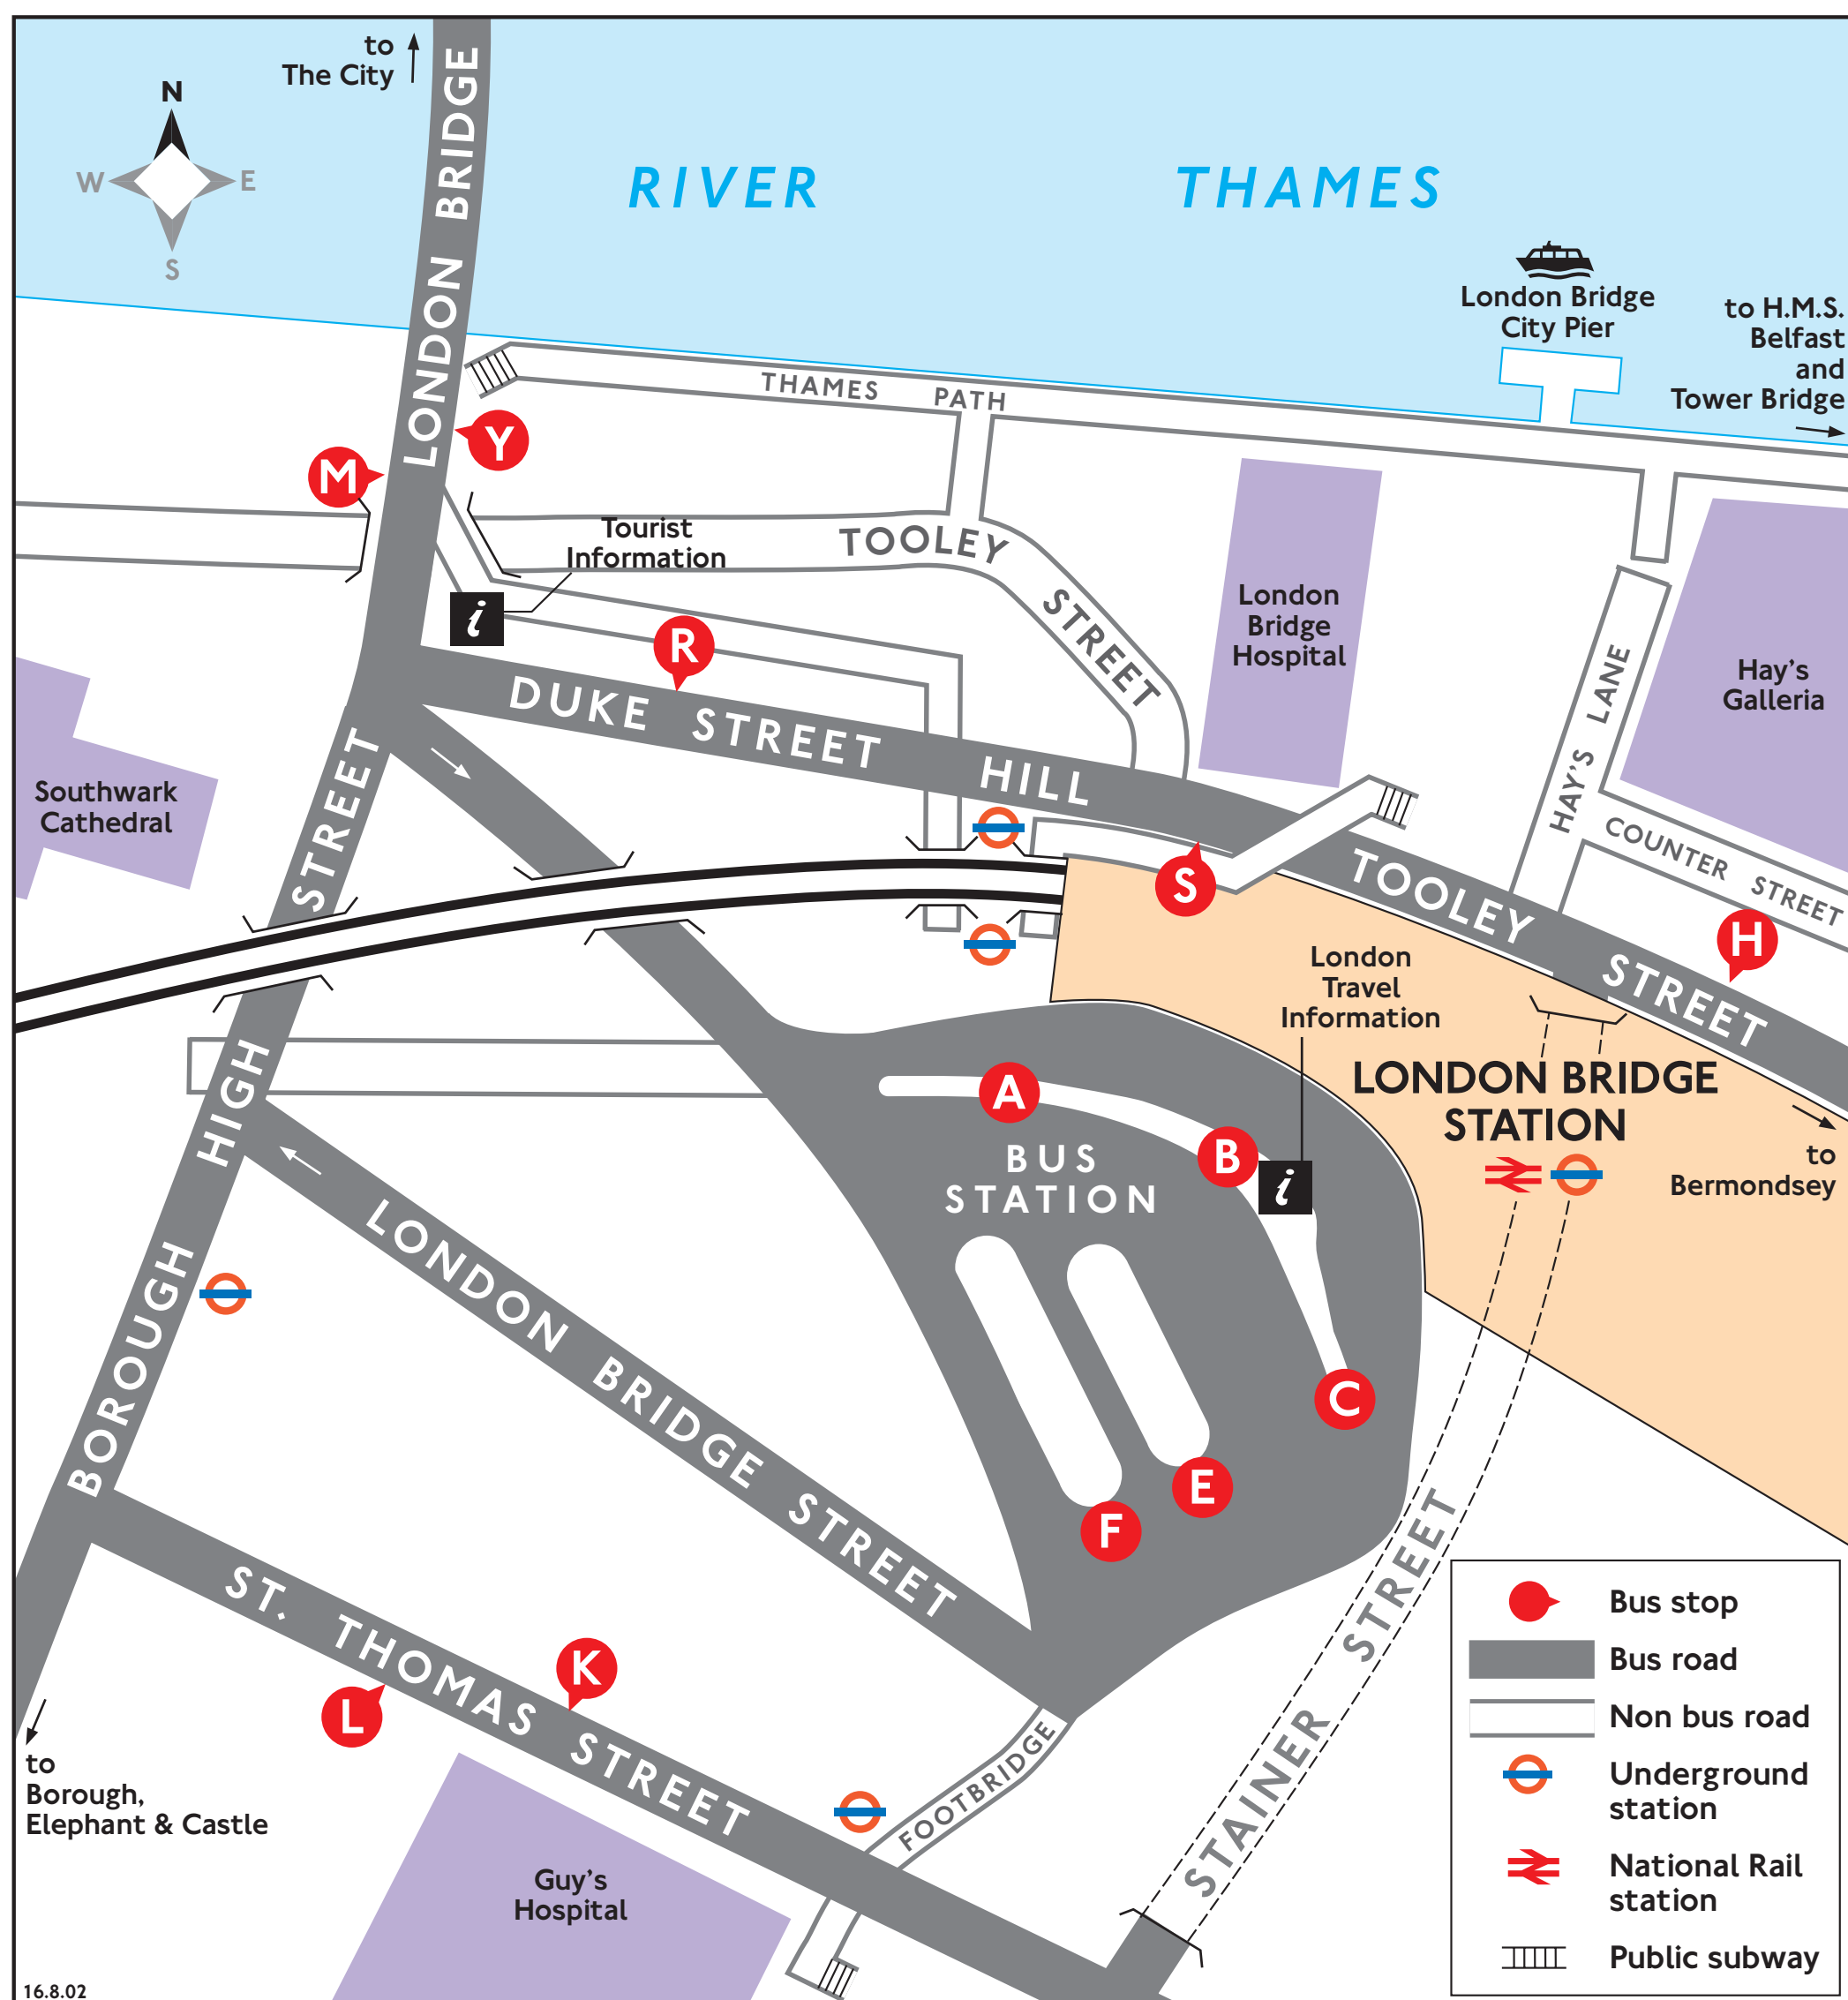 to
The City
N
W
E
S
LONDON BRIDGE
LONDON BRIDGE
RIVER THAMES
London Bridge
City Pier
to H.M.S.
Belfast
and
Tower Bridge
THAMES PATH
Y
M
Tourist
Information
i
TOOLEY
STREET
London
Bridge
Hospital
Hay's
Galleria
HAY'S LANE
COUNTER STREET
R
DUKE STREET HILL
Southwark
Cathedral
S
TOOLEY
STREET
H
BOROUGH HIGH STREET
London
Travel
Information
i
LONDON BRIDGE
STATION
to
Bermondsey
A
B
BUS
STATION
C
E
F
LONDON BRIDGE STREET
ST. THOMAS STREET
K
L
to
Borough,
Elephant & Castle
FOOTBRIDGE
STAINER STREET
Guy's
Hospital
Bus stop
Bus road
Non bus road
Underground
station
National Rail
station
Public subway
16.8.02